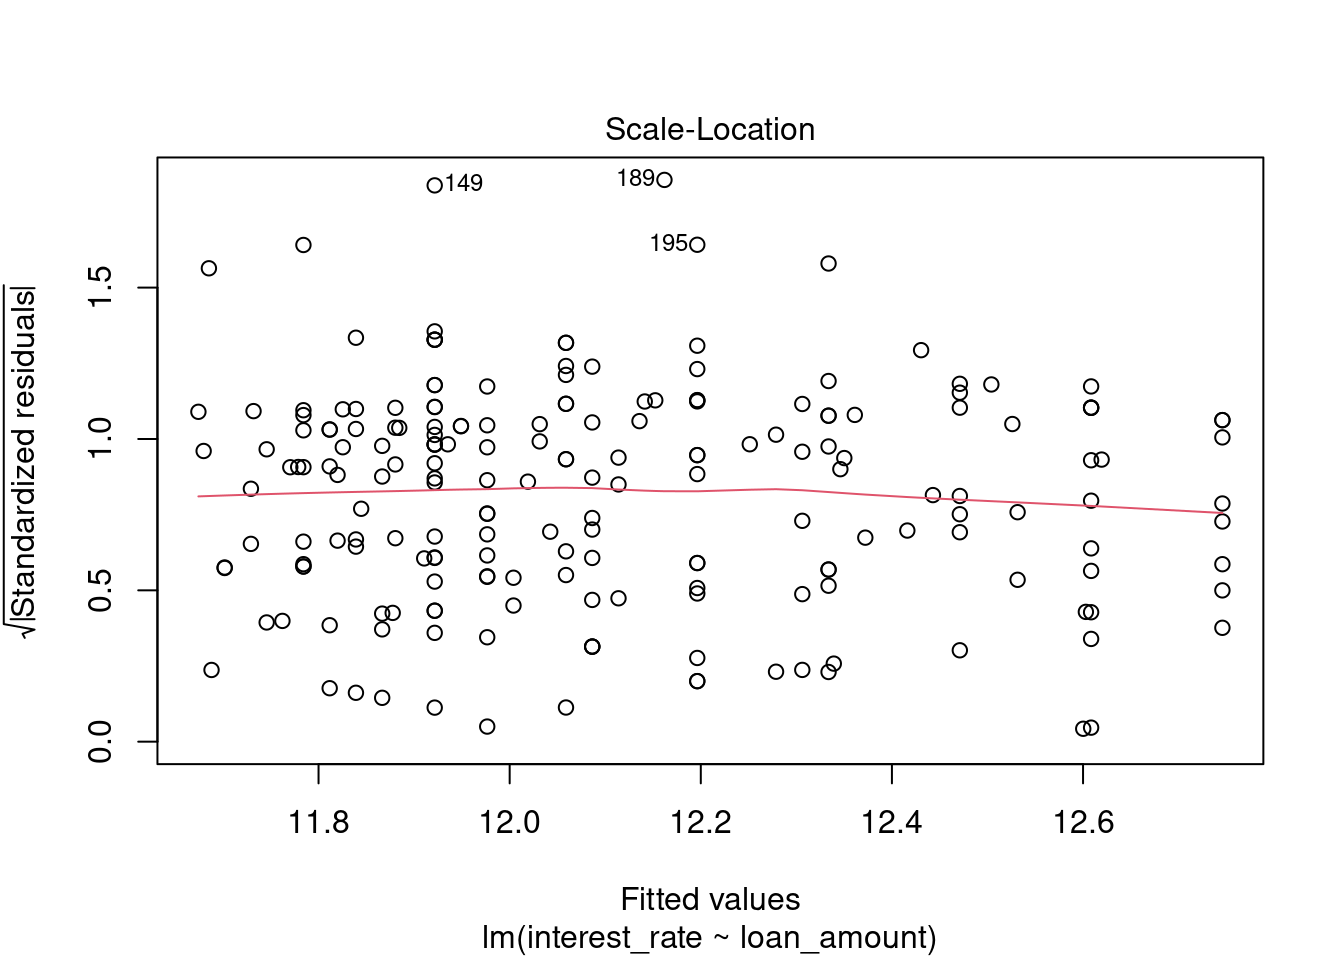 Scale-Location
√|Standardized residuals|
1.5
1.0
0.5
0.0
149
189
195
11.8 12.0 12.2 12.4 12.6
Fitted values
lm(interest_rate ~ loan_amount)